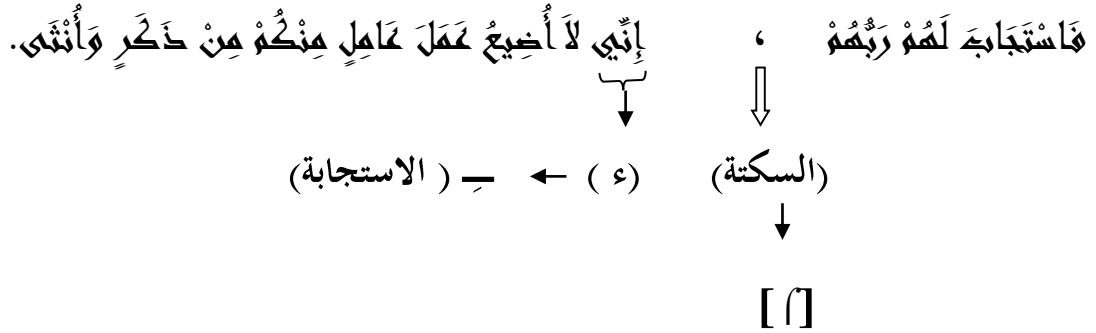 فَاسْتَجَابَ لَهُمْ رَبُّهُمْ ، إِنِّي لاَ أُضِيعُ عَمَلَ عَامِلٍ مِنْكُمْ مِنْ ذَكَرٍ وَأُنْثَى.
(السكتة) (ء) ← ـِ (الاستجابة)
[⌠]